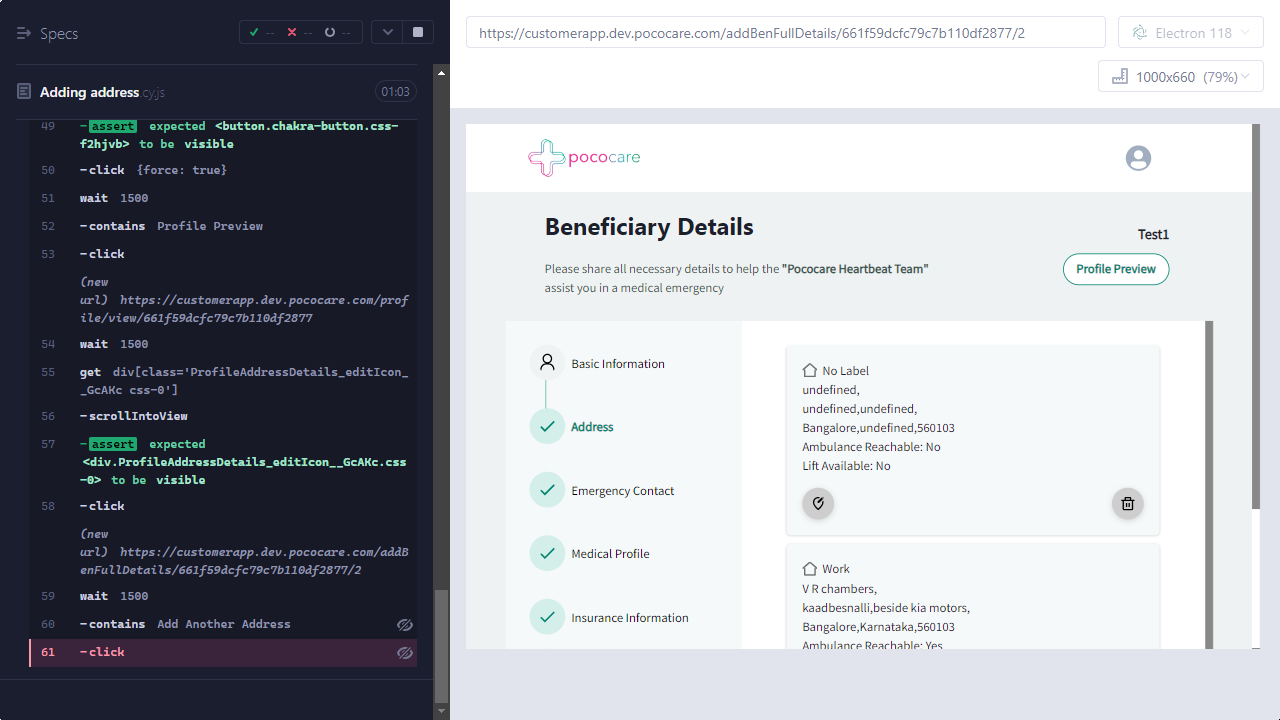 Specs
-- -- --
Adding address.cy.js 01:03
49 -assert expected <button.chakra-button.css-
f2hjvb> to be visible
50 -click {force: true}
51 wait 1500
52 -contains Profile Preview
53 -click
(new
url) https://customerapp.dev.pococare.com/prof
ile/view/661f59dcfc79c7b110df2877
54 wait 1500
55 get div[class='ProfileAddressDetails_editIcon_
_GcAKc css-0']
56 -scrollIntoView
57 -assert expected
<div.ProfileAddressDetails_editIcon__GcAKc.css
-0> to be visible
58 -click
(new
url) https://customerapp.dev.pococare.com/addB
enFullDetails/661f59dcfc79c7b110df2877/2
59 wait 1500
60 -contains Add Another Address
61 -click
https://customerapp.dev.pococare.com/addBenFullDetails/661f59dcfc79c7b110df2877/2
Electron 118
1000x660 (79%)
pococare
Beneficiary Details
Test1
Please share all necessary details to help the "Pococare Heartbeat Team"
assist you in a medical emergency
Profile Preview
Basic Information
Address
Emergency Contact
Medical Profile
Insurance Information
No Label
undefined,
undefined,undefined,
Bangalore,undefined,560103
Ambulance Reachable: No
Lift Available: No
Work
V R chambers,
kaadbesnalli,beside kia motors,
Bangalore,Karnataka,560103
Ambulance Reachable: Yes